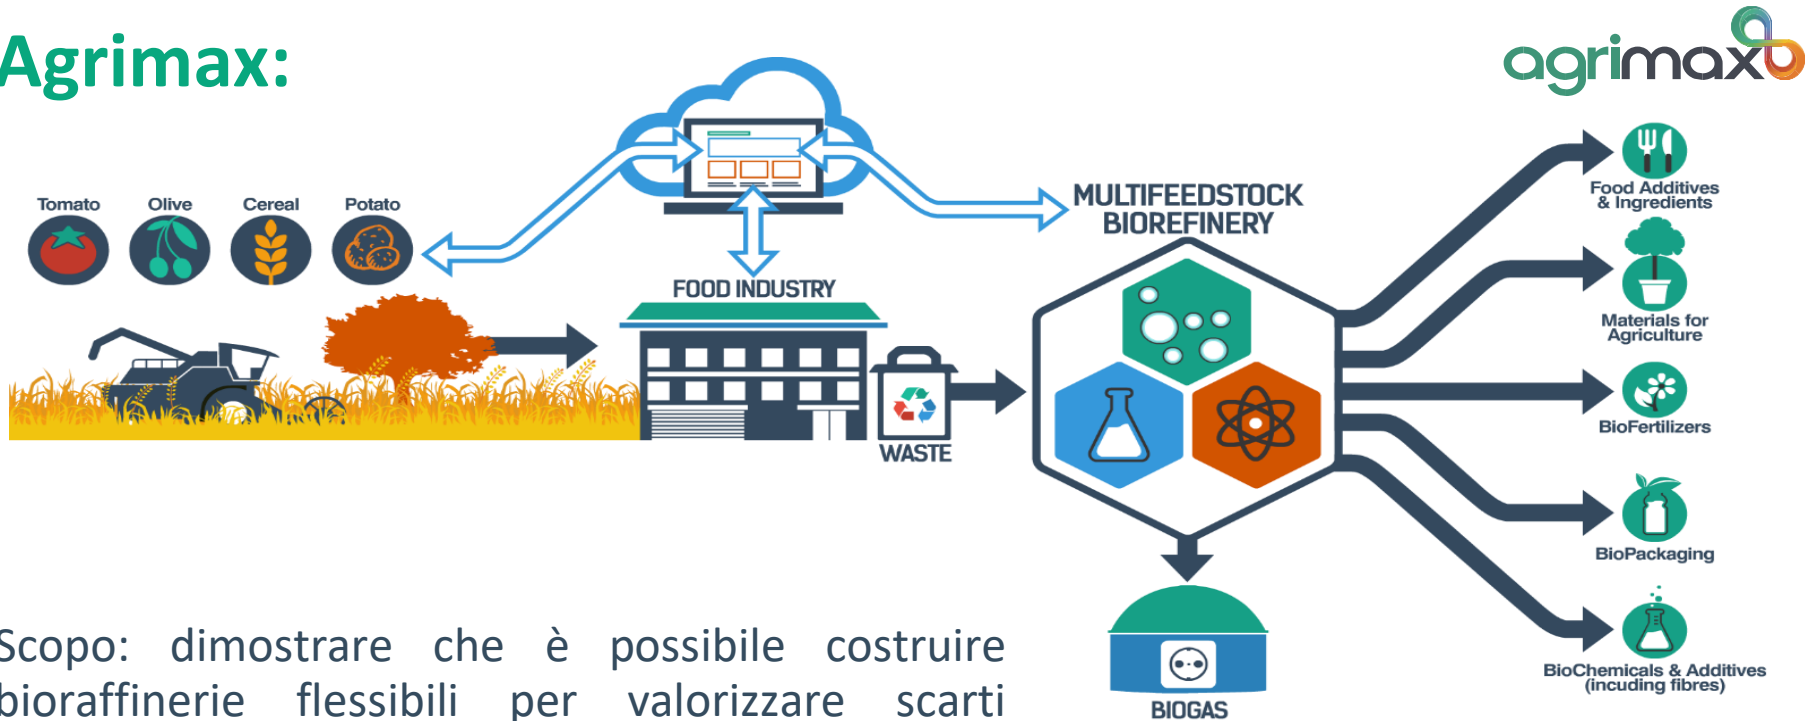 Agrimax:
agrimax
Tomato
Olive
Cereal
Potato
FOOD INDUSTRY
WASTE
MULTIFEEDSTOCK
BIOREFINERY
BIOGAS
Food Additives
& Ingredients
Materials for
Agriculture
BioFertilizers
BioPackaging
BioChemicals & Additives
(incuding fibres)
Scopo: dimostrare che è possibile costruire
bioraffinerie flessibili per valorizzare scarti